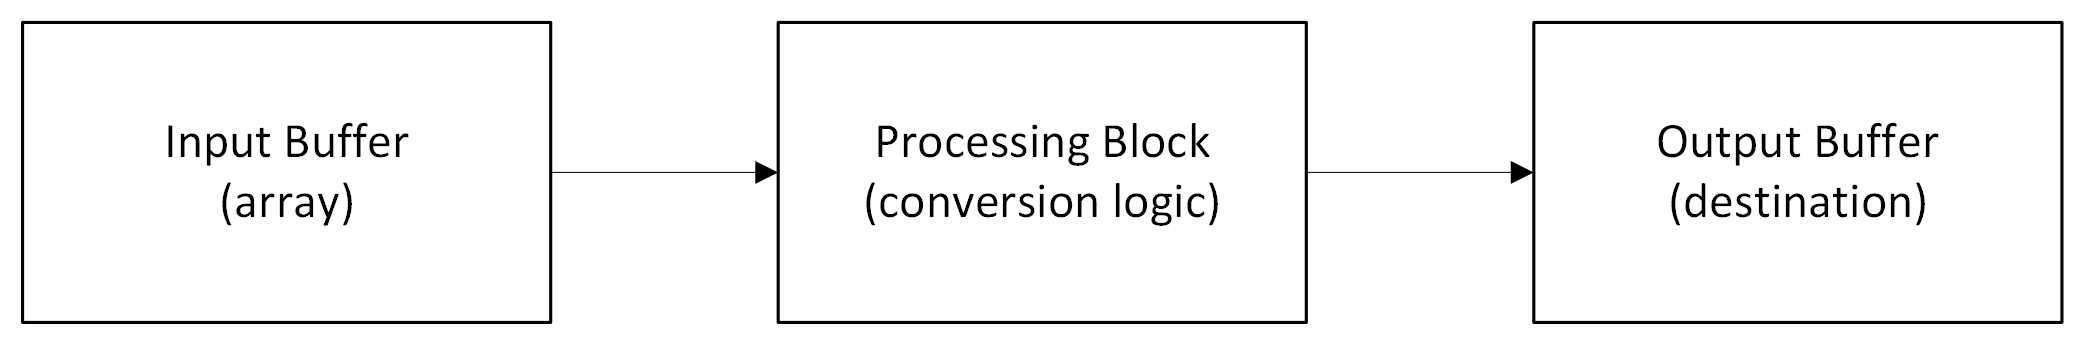 Input Buffer
(array)
Processing Block
(conversion logic)
Output Buffer
(destination)